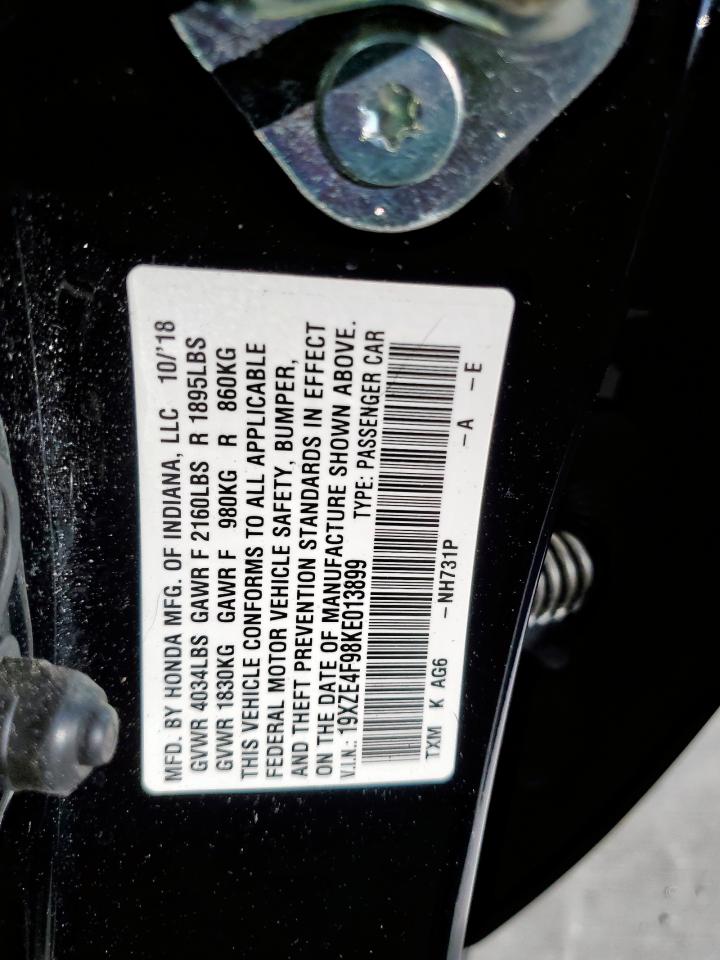 MFD. BY HONDA MFG. OF INDIANA, LLC 10/'18
GVWR 4034LBS GAWR F 2160LBS R 1895LBS
GVWR 1830KG GAWR F 980KG R 860KG
THIS VEHICLE CONFORMS TO ALL APPLICABLE
FEDERAL MOTOR VEHICLE SAFETY, BUMPER,
AND THEFT PREVENTION STANDARDS IN EFFECT
ON THE DATE OF MANUFACTURE SHOWN ABOVE.
V.I.N.: 19XZE4F98KE013899 TYPE: PASSENGER CAR
TXM K AG6 -NH731P -A -E